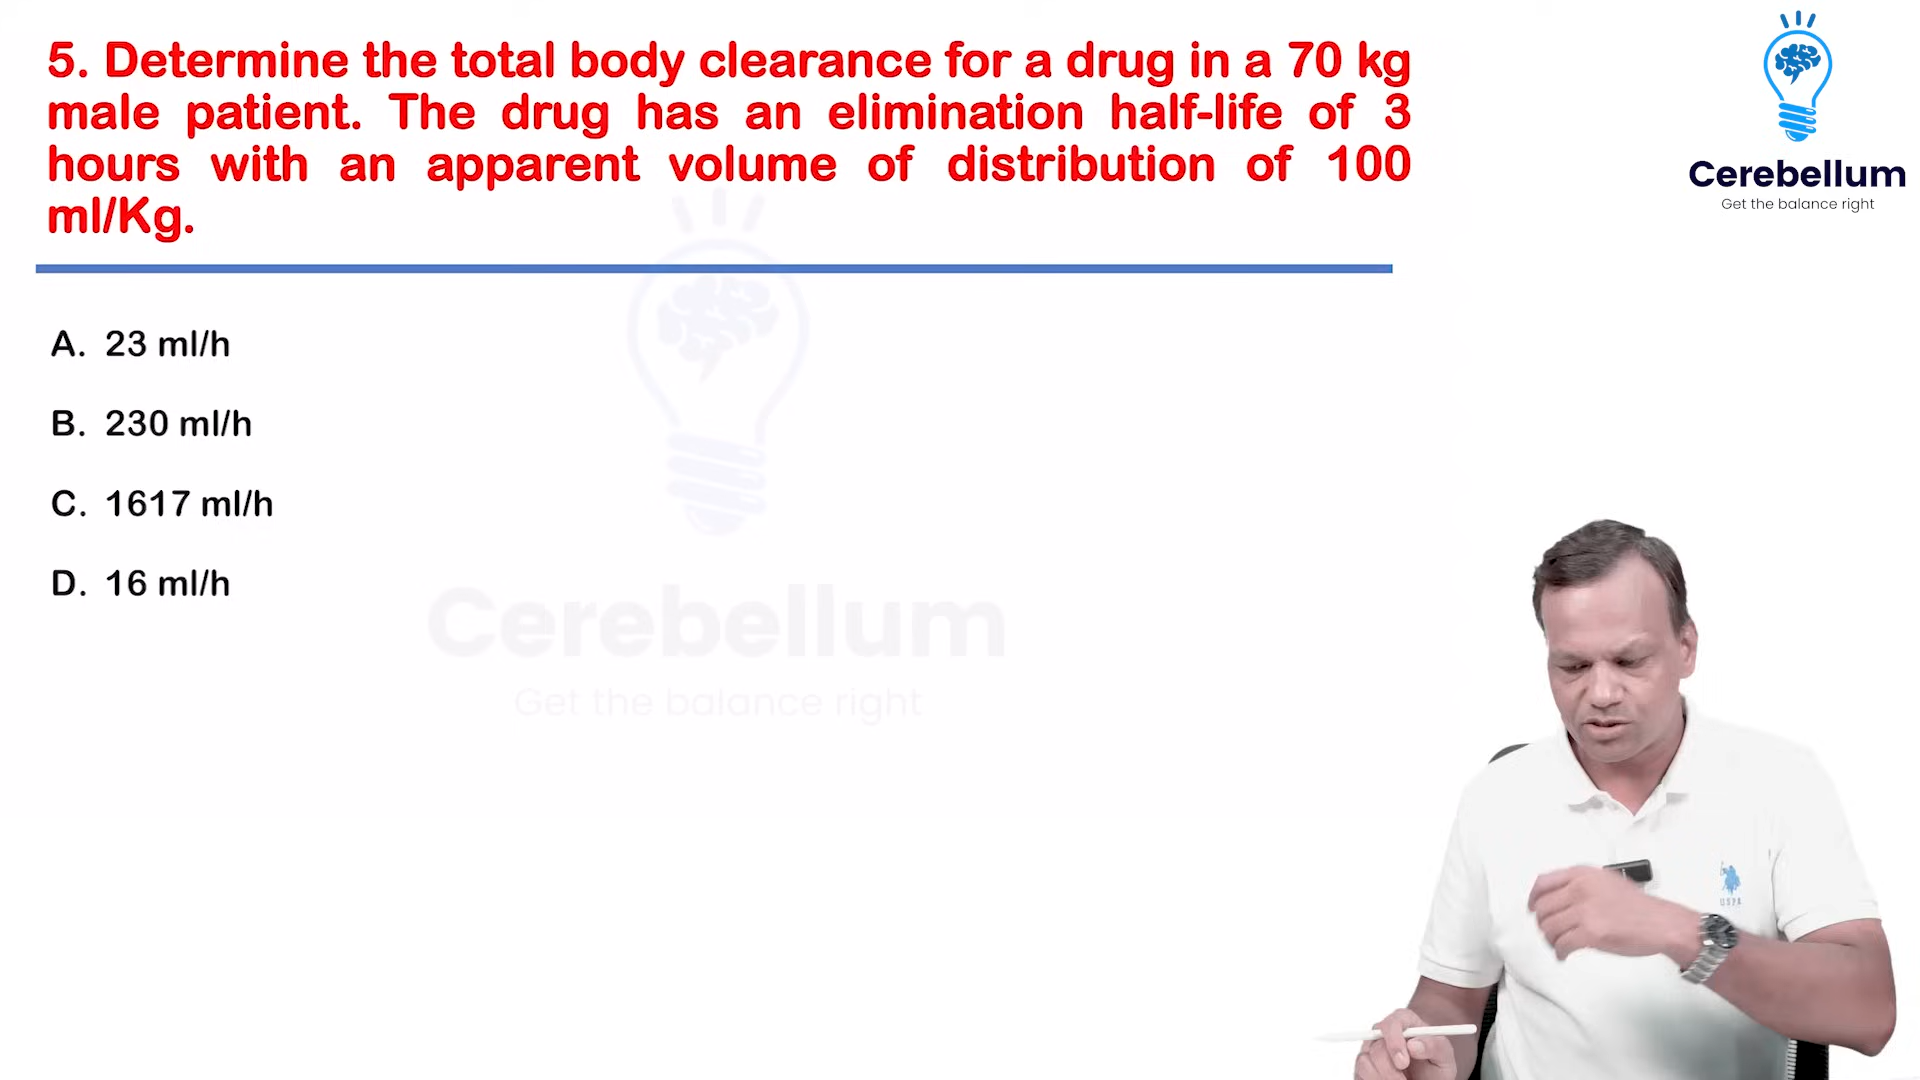 5. Determine the total body clearance for a drug in a 70 kg
male patient. The drug has an elimination half-life of 3
hours with an apparent volume of distribution of 100
ml/Kg.
Cerebellum
Get the balance right
A. 23 ml/h
B. 230 ml/h
C. 1617 ml/h
D. 16 ml/h
Cerebellum
Get the balance right
USPA